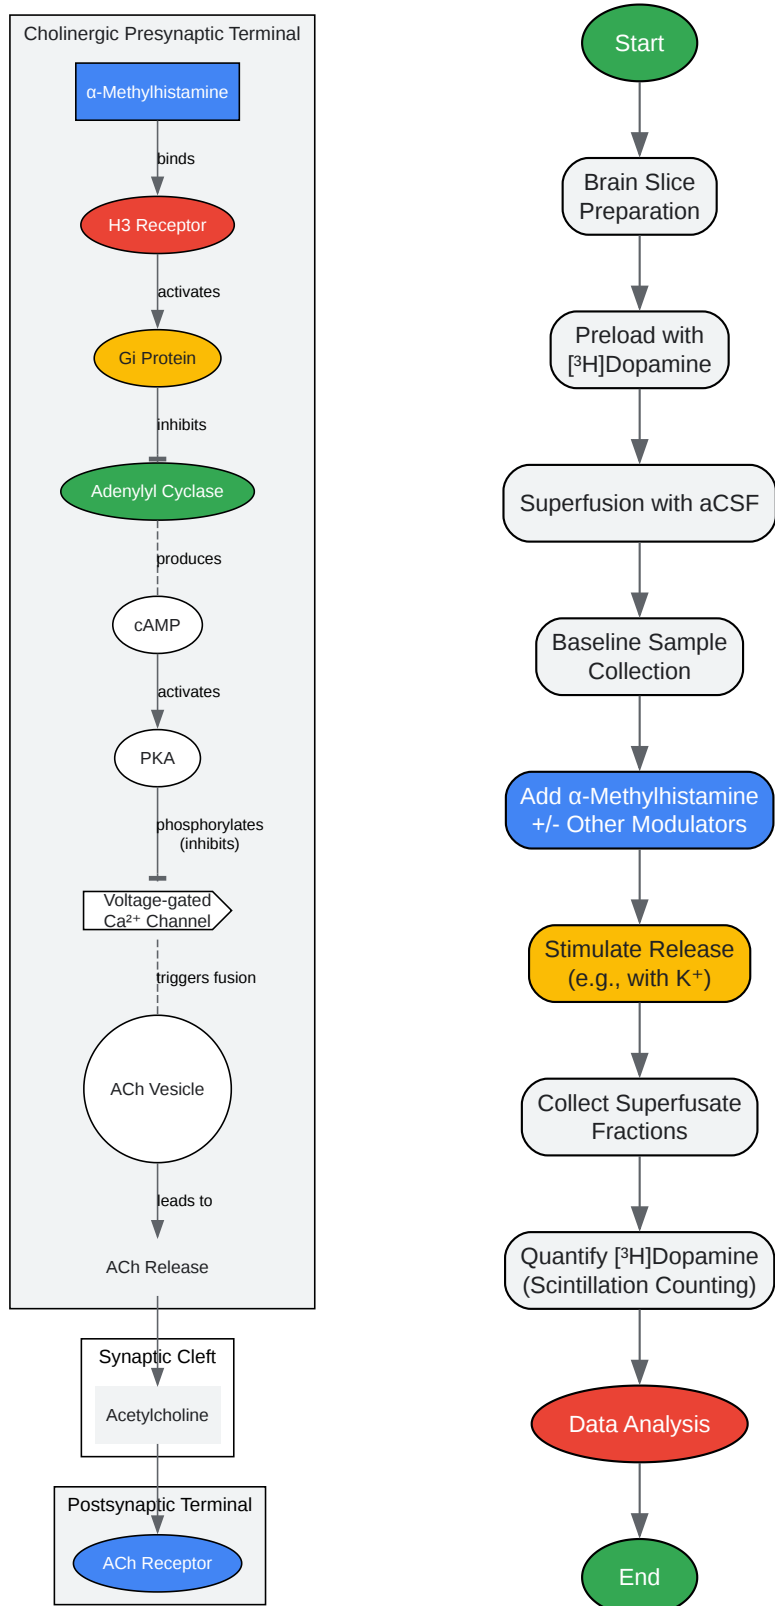 Cholinergic Presynaptic Terminal
α-Methylhistamine
binds
H3 Receptor
activates
Gi Protein
inhibits
Adenylyl Cyclase
produces
cAMP
activates
PKA
phosphorylates
(inhibits)
Voltage-gated
Ca²⁺ Channel
triggers fusion
ACh Vesicle
leads to
ACh Release
Synaptic Cleft
Acetylcholine
Postsynaptic Terminal
ACh Receptor
Start
Brain Slice
Preparation
Preload with
[³H]Dopamine
Superfusion with aCSF
Baseline Sample
Collection
Add α-Methylhistamine
+/- Other Modulators
Stimulate Release
(e.g., with K⁺)
Collect Superfusate
Fractions
Quantify [³H]Dopamine
(Scintillation Counting)
Data Analysis
End